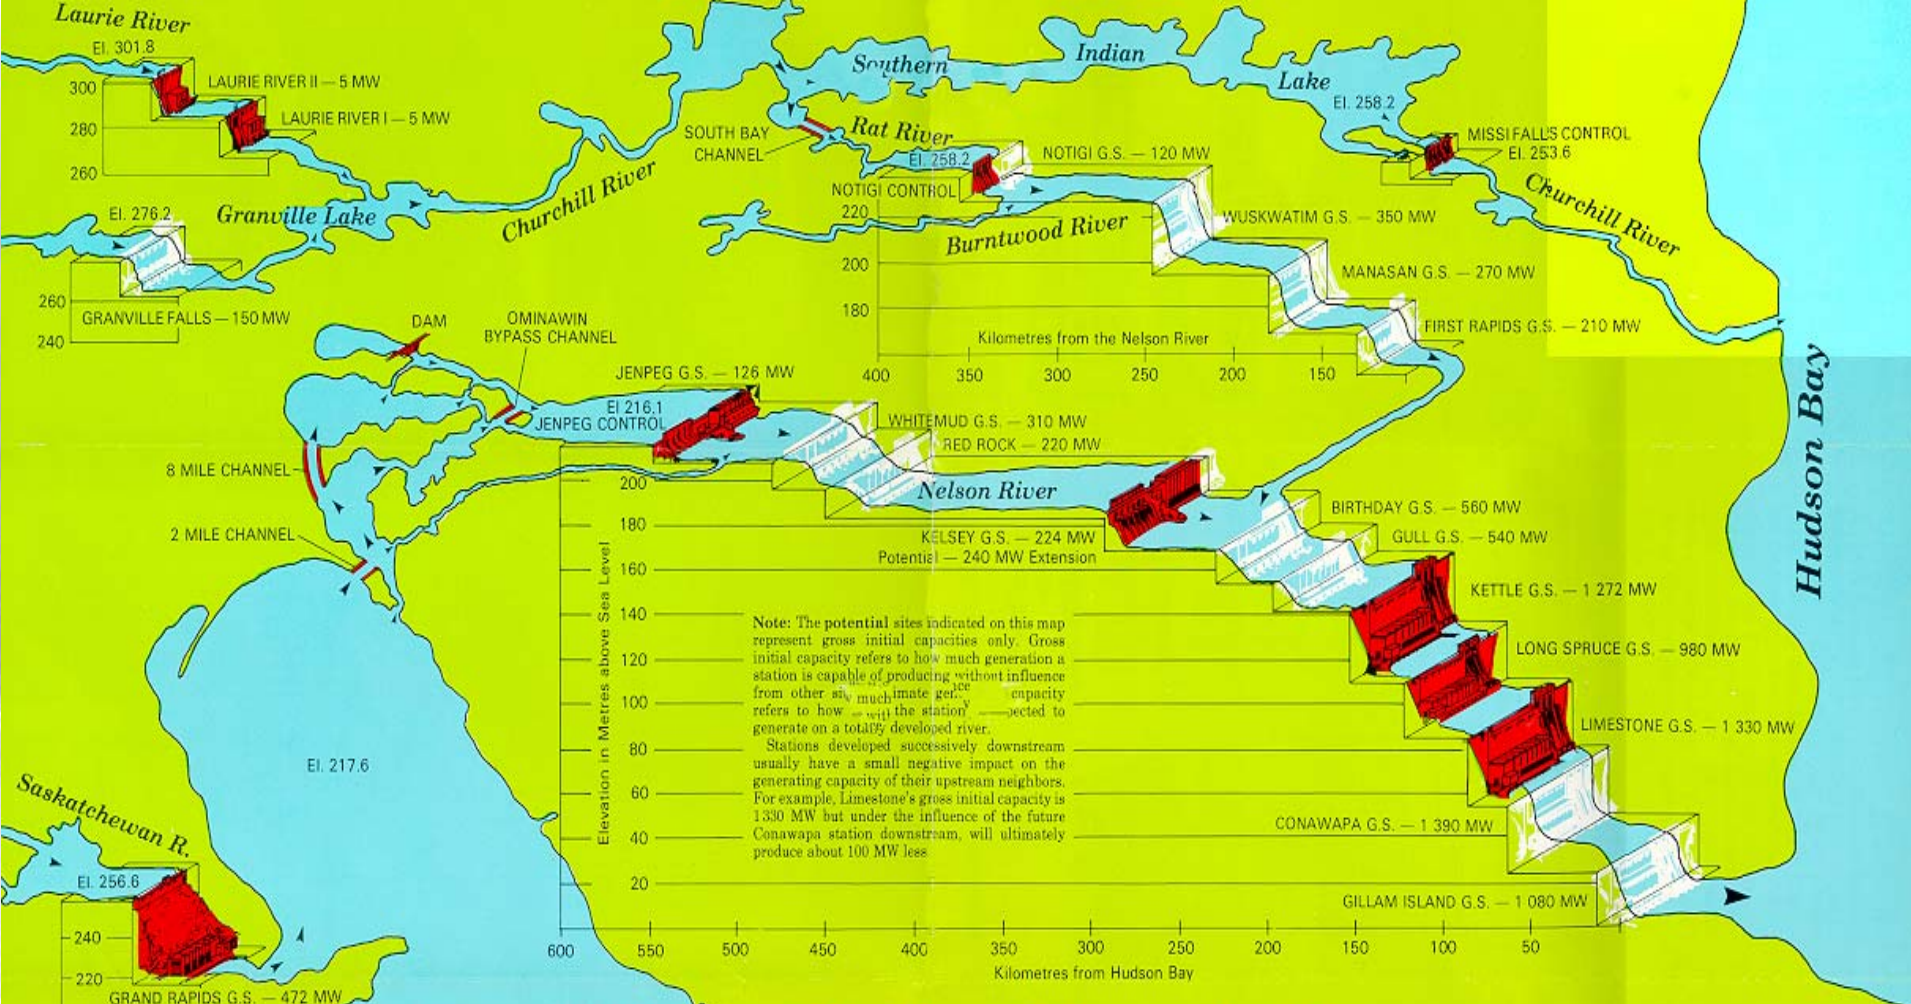 Laurie River
El. 301.8
300
LAURIE RIVER II — 5 MW
LAURIE RIVER I — 5 MW
280
260
El. 276.2
Granville Lake
260
GRANVILLE FALLS — 150 MW
240
Churchill River
SOUTH BAY
CHANNEL
Southern
Indian
Lake
El. 258.2
Rat River
El. 258.2
NOTIGI G.S. — 120 MW
NOTIGI CONTROL
MISSI FALLS CONTROL
El. 253.6
Churchill River
220
Burntwood River
WUSKWATIM G.S. — 350 MW
200
MANASAN G.S. — 270 MW
180
FIRST RAPIDS G.S. — 210 MW
Kilometres from the Nelson River
400
350
300
250
200
150
DAM
OMINAWIN
BYPASS CHANNEL
JENPEG G.S. — 126 MW
El 216.1
JENPEG CONTROL
WHITEMUD G.S. — 310 MW
RED ROCK — 220 MW
8 MILE CHANNEL
2 MILE CHANNEL
Nelson River
KELSEY G.S. — 224 MW
Potential — 240 MW Extension
BIRTHDAY G.S. — 560 MW
GULL G.S. — 540 MW
KETTLE G.S. — 1 272 MW
LONG SPRUCE G.S. — 980 MW
LIMESTONE G.S. — 1 330 MW
CONAWAPA G.S. — 1 390 MW
GILLAM ISLAND G.S. — 1 080 MW
Hudson Bay
Elevation in Metres above Sea Level
200
180
160
140
120
100
80
60
40
20
Note: The potential sites indicated on this map
represent gross initial capacities only. Gross
initial capacity refers to how much generation a
station is capable of producing without influence
from other much imate capacity
refers to how the station ected to
generate on a totally developed river.
Stations developed successively downstream
usually have a small negative impact on the
generating capacity of their upstream neighbors.
For example, Limestone's gross initial capacity is
1 330 MW but under the influence of the future
Conawapa station downstream, will ultimately
produce about 100 MW less
600
550
500
450
400
350
300
250
200
150
100
50
Kilometres from Hudson Bay
El. 217.6
Saskatchewan R.
El. 256.6
240
220
GRAND RAPIDS G.S. — 472 MW